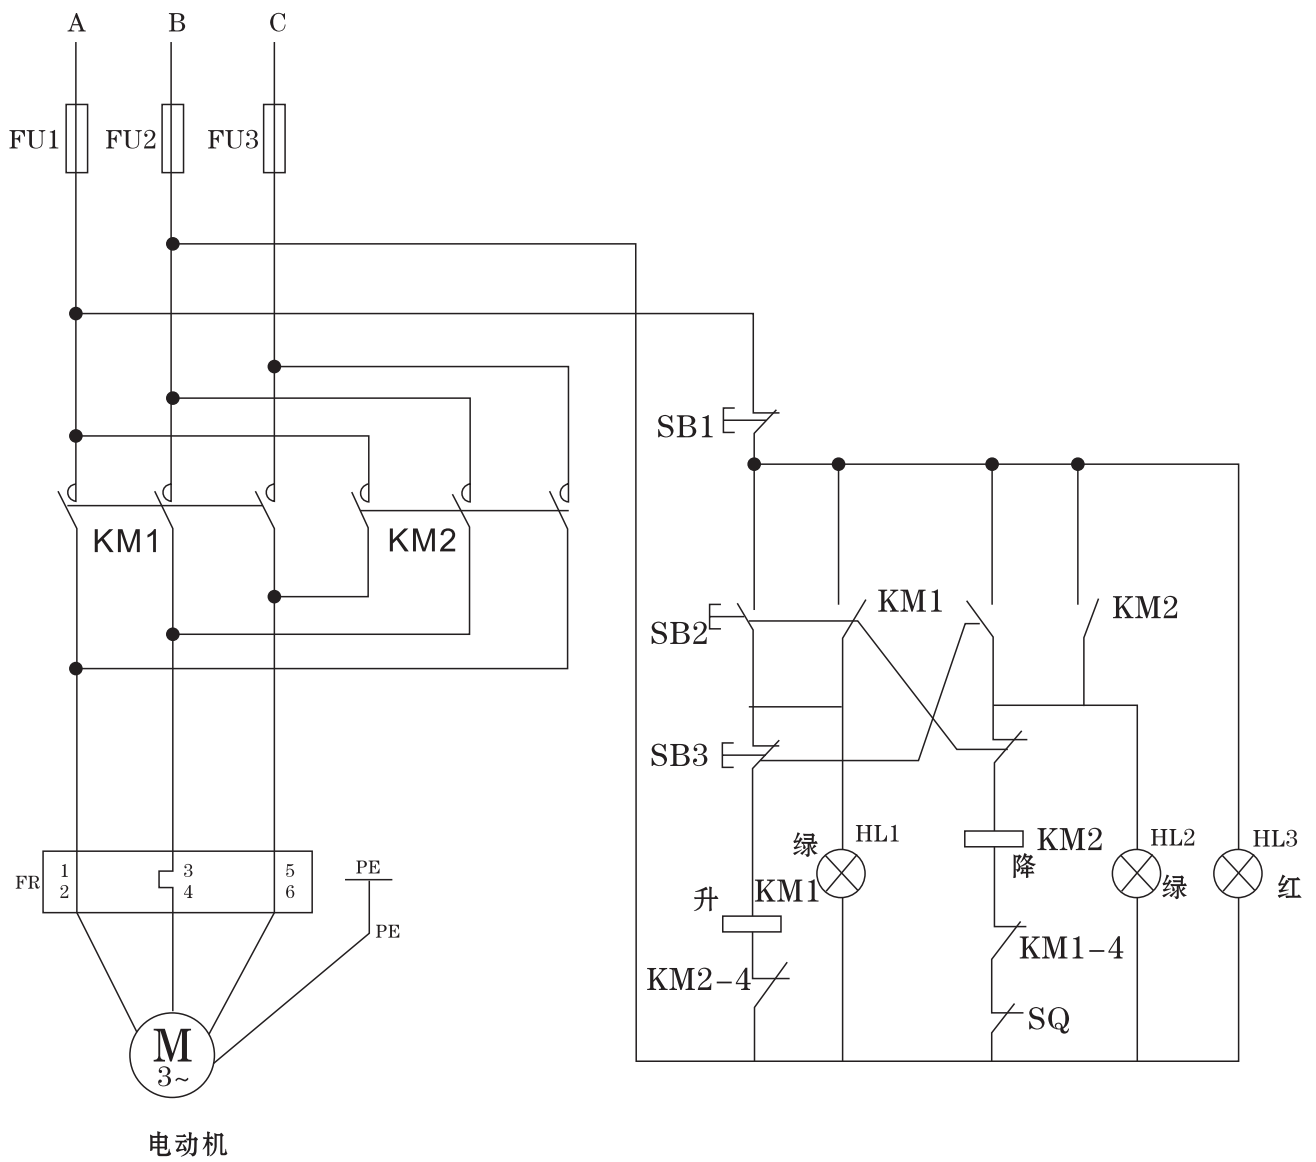 A B C
FU1 FU2 FU3
SB1
KM1 KM2
KM1
KM2
SB2
SB3
绿 HL1
KM2
降
HL2
绿
HL3
红
FR
1 3 5
2 4 6
PE
PE
升
KM1
KM2-4
KM1-4
SQ
M
3~
电动机